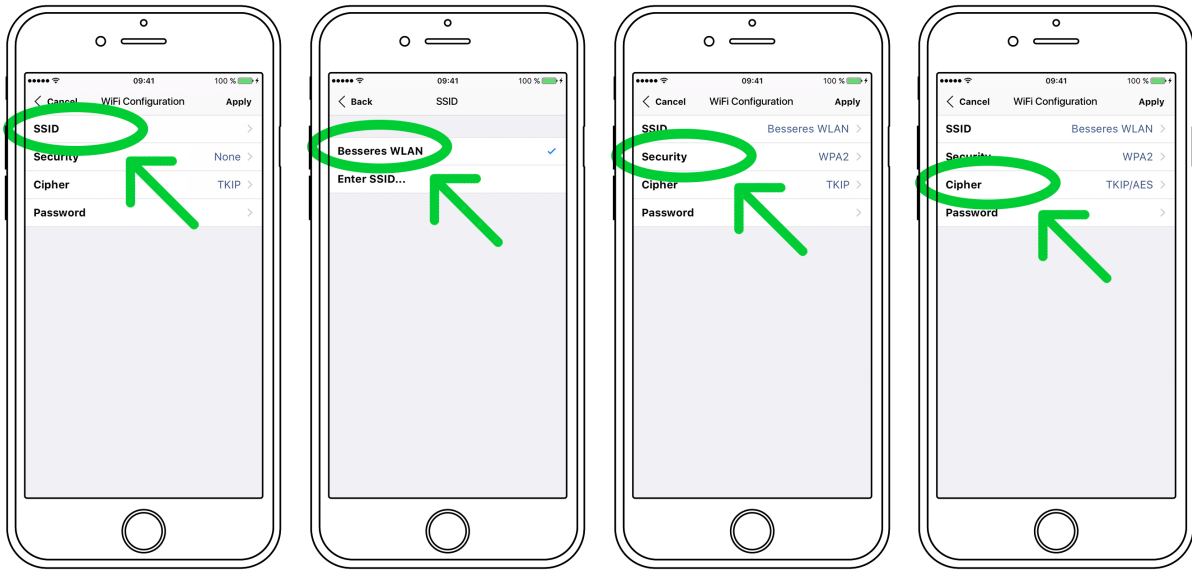 09:41 100 %
Cancel WiFi Configuration Apply
SSID
Security None
Cipher TKIP
Password
09:41 100 %
Back SSID
Besseres WLAN
Enter SSID...
09:41 100 %
Cancel WiFi Configuration Apply
SSID Besseres WLAN
Security WPA2
Cipher TKIP
Password
09:41 100 %
Cancel WiFi Configuration Apply
SSID Besseres WLAN
Security WPA2
Cipher TKIP/AES
Password